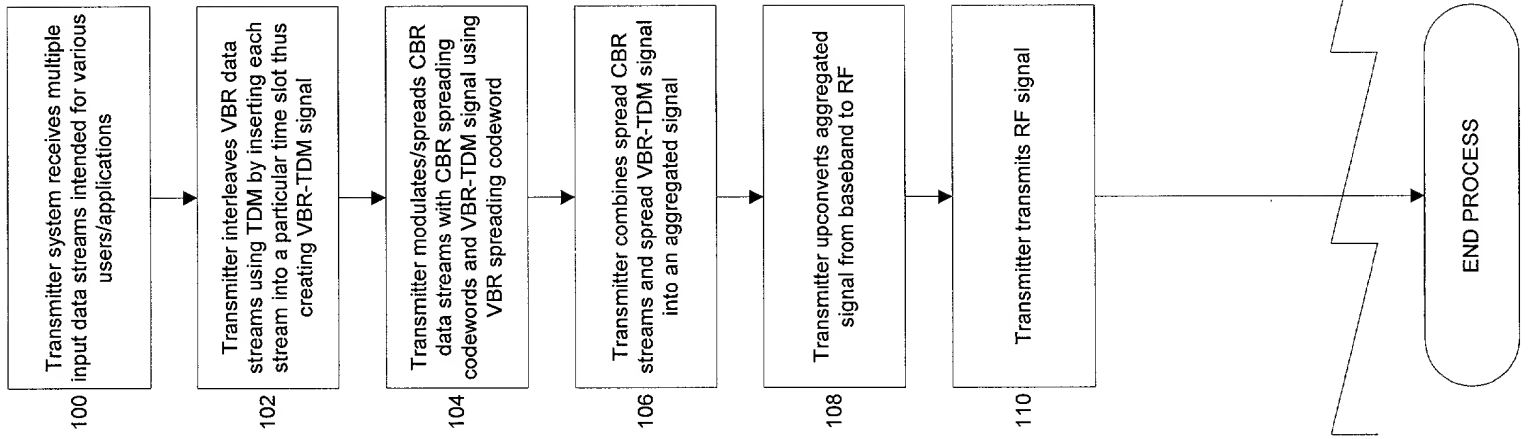 100
Transmitter system receives multiple
input data streams intended for various
users/applications
102
Transmitter interleaves VBR data
streams using TDM by inserting each
stream into a particular time slot thus
creating VBR-TDM signal
104
Transmitter modulates/spreads CBR
data streams with CBR spreading
codewords and VBR-TDM signal using
VBR spreading codeword
106
Transmitter combines spread CBR
streams and spread VBR-TDM signal
into an aggregated signal
108
Transmitter upconverts aggregated
signal from baseband to RF
110
Transmitter transmits RF signal
END PROCESS